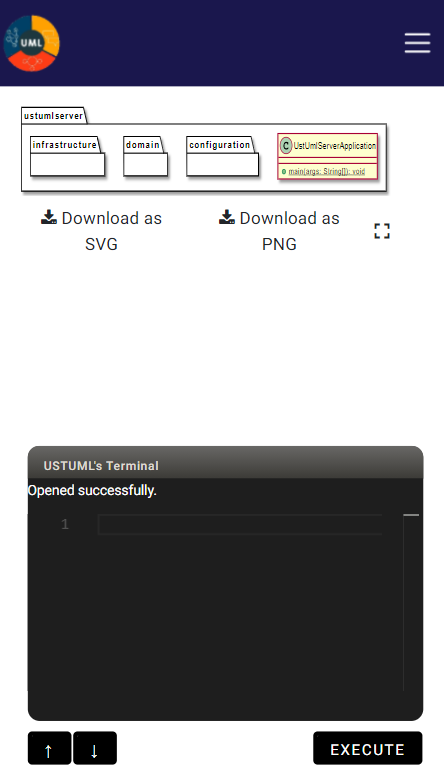 UML
ustumlserver
infrastructure
domain
configuration
C UstUmlServerApplication
main(args: String[]): void
Download as SVG
Download as PNG
USTUML's Terminal
Opened successfully.
1
↑ ↓ EXECUTE